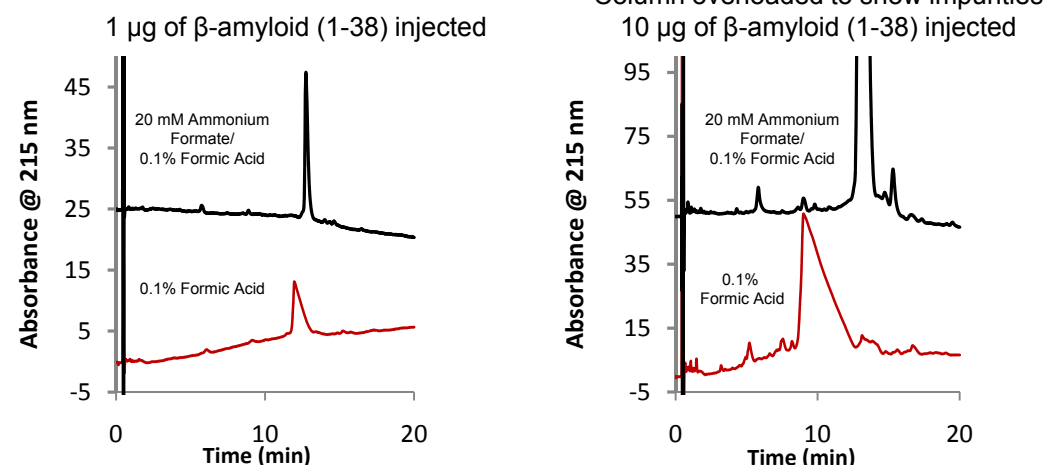 1 µg of β-amyloid (1-38) injected
Absorbance @ 215 nm
45
35
25
15
5
-5
20 mM Ammonium
Formate/
0.1% Formic Acid
0.1% Formic Acid
0
10
20
Time (min)
Column overloaded to show impurities
10 µg of β-amyloid (1-38) injected
Absorbance @ 215 nm
95
75
55
35
15
-5
20 mM Ammonium
Formate/
0.1% Formic Acid
0.1%
Formic Acid
0
10
20
Time (min)